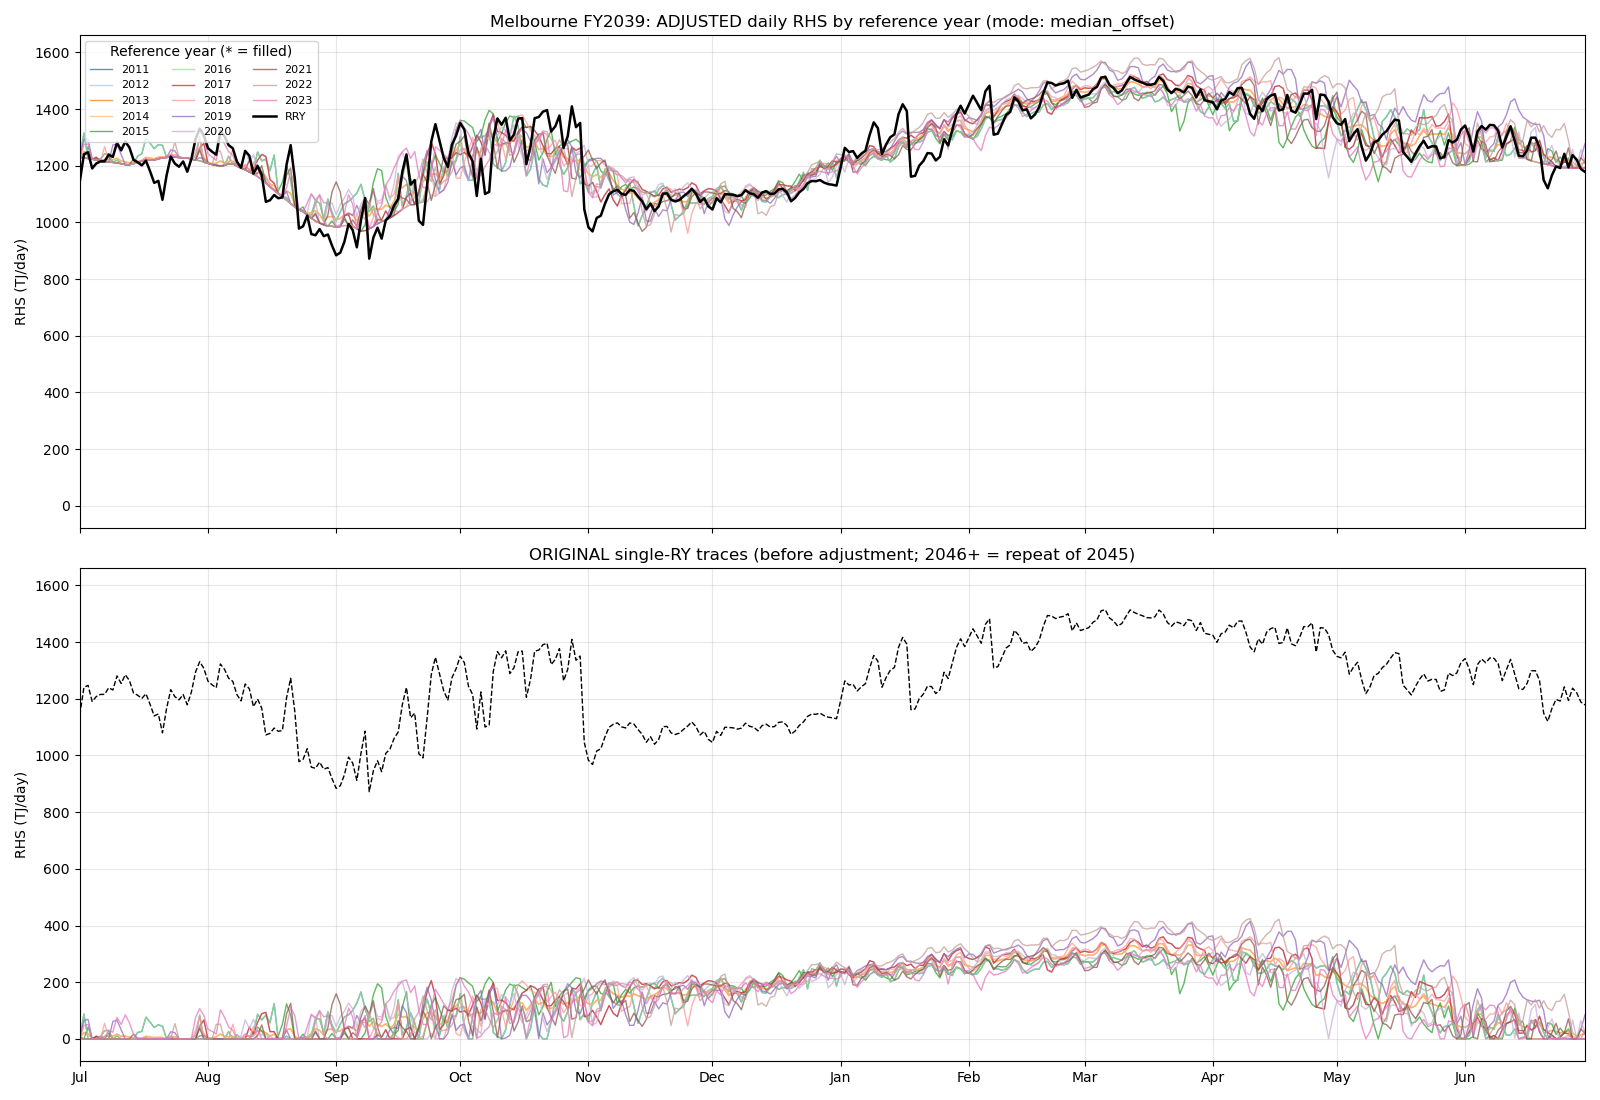 Melbourne FY2039: ADJUSTED daily RHS by reference year (mode: median_offset)
Reference year (* = filled)
2011 2016 2021
2012 2017 2022
2013 2018 2023
2014 2019 RRY
2015 2020
RHS (TJ/day)
1600
1400
1200
1000
800
600
400
200
0
ORIGINAL single-RY traces (before adjustment; 2046+ = repeat of 2045)
RHS (TJ/day)
1600
1400
1200
1000
800
600
400
200
0
Jul Aug Sep Oct Nov Dec Jan Feb Mar Apr May Jun